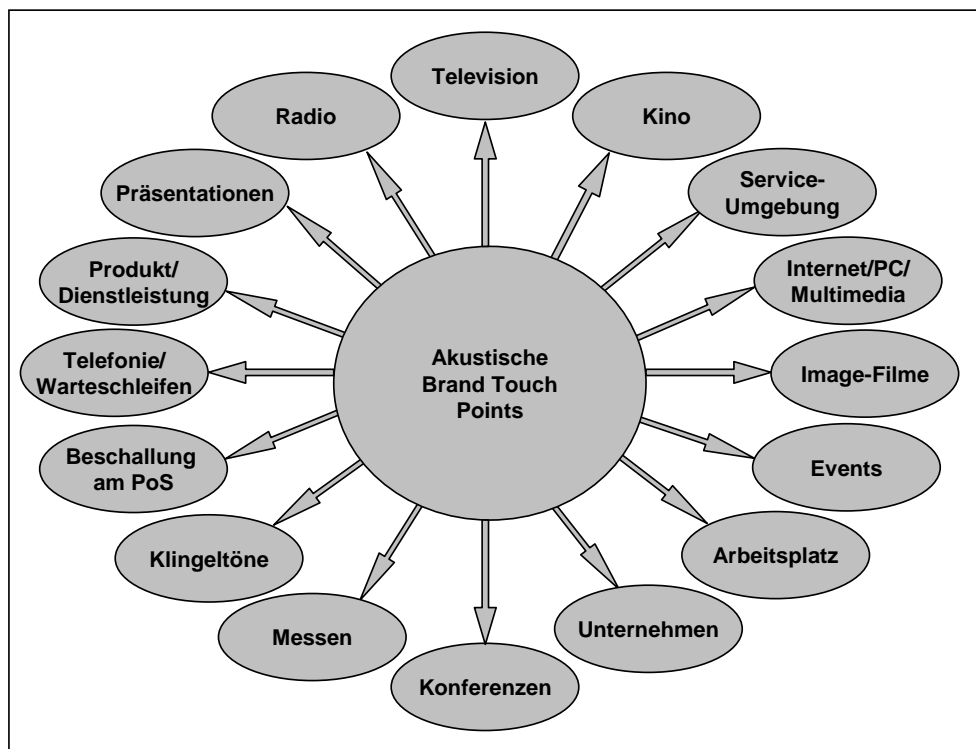 Television
Radio
Kino
Präsentationen
Service-
Umgebung
Produkt/
Dienstleistung
Internet/PC/
Multimedia
Telefonie/
Warteschleifen
Akustische
Brand Touch
Points
Image-Filme
Beschallung
am PoS
Events
Klingeltöne
Arbeitsplatz
Messen
Unternehmen
Konferenzen